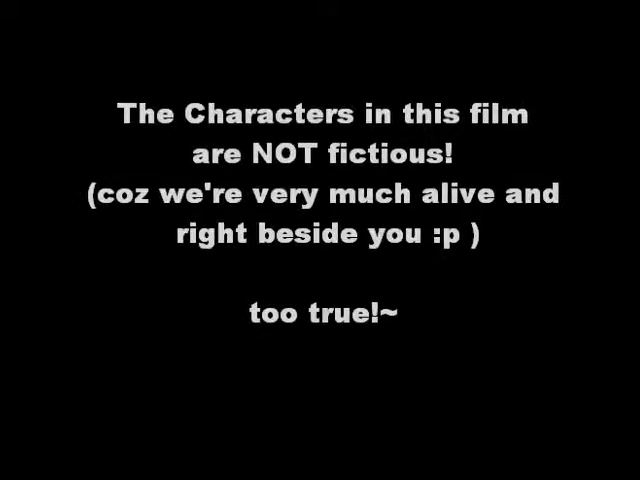 The Characters in this film
are NOT fictious!
(coz we're very much alive and
right beside you :p )
too true!~